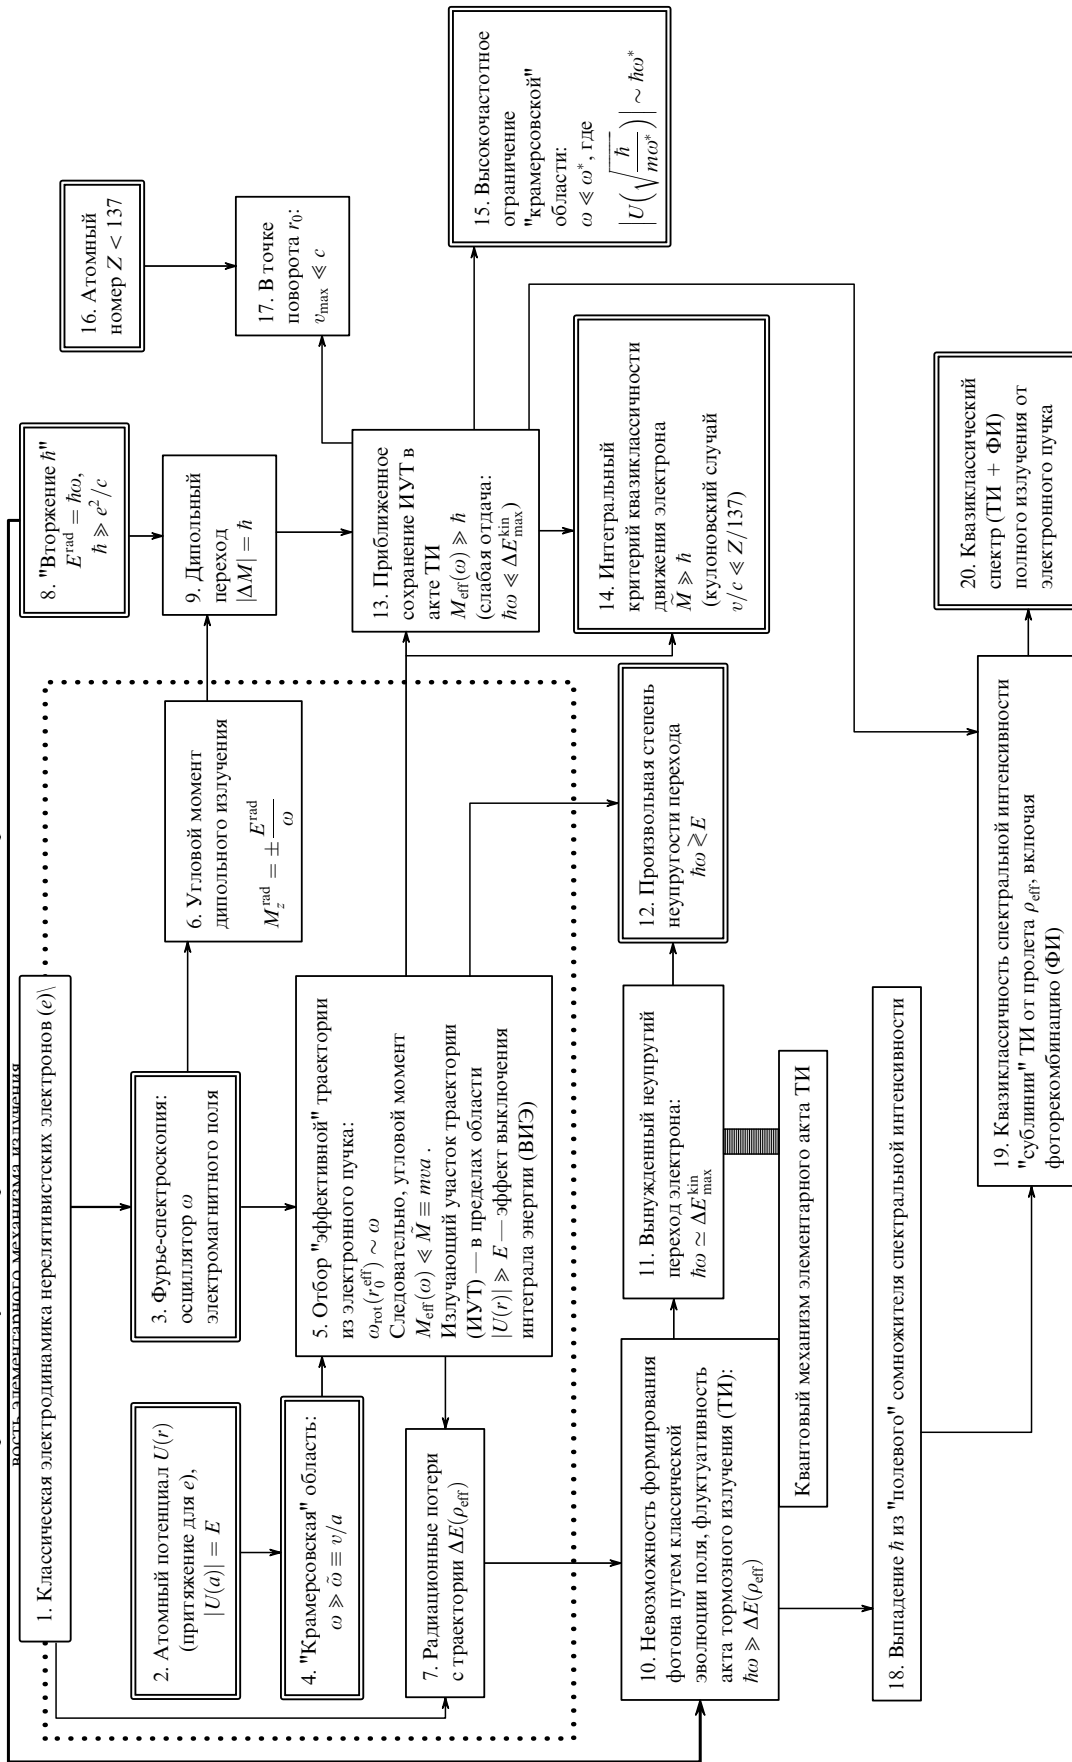 вость элементарного механизма излучения
1. Классическая электродинамика нерелятивистских электронов (e)\
2. Атомный потенциал U(r)
(притяжение для e),
|U(a)| = E
3. Фурье-спектроскопия:
осциллятор ω
электромагнитного поля
4. "Крамерсовская" область:
ω ≫ ω̃ ≡ v/a
5. Отбор "эффективной" траектории
из электронного пучка:
ω_rot(r_0^eff) ∼ ω
Следовательно, угловой момент
M_eff(ω) ≪ M̃ ≡ mva .
Излучающий участок траектории
(ИУТ) — в пределах области
|U(r)| ≫ E — эффект выключения
интеграла энергии (ВИЭ)
6. Угловой момент
дипольного излучения
M_z^rad = ± E^rad / ω
7. Радиационные потери
с траектории ΔE(ρ_eff)
8. "Вторжение ħ"
E^rad = ħω,
ħ ≫ e²/c
9. Дипольный
переход
|ΔM| = ħ
10. Невозможность формирования
фотона путем классической
эволюции поля, флуктуативность
акта тормозного излучения (ТИ):
ħω ≫ ΔE(ρ_eff)
11. Вынужденный неупругий
переход электрона:
ħω ≃ ΔE_max^kin
Квантовый механизм элементарного акта ТИ
12. Произвольная степень
неупругости перехода
ħω ≷ E
13. Приближенное
сохранение ИУТ в
акте ТИ
M_eff(ω) ≫ ħ
(слабая отдача:
ħω ≪ ΔE_max^kin)
14. Интегральный
критерий квазиклассичности
движения электрона
M̃ ≫ ħ
(кулоновский случай
v/c ≪ Z/137)
15. Высокочастотное
ограничение
"крамерсовской"
области:
ω ≪ ω*, где
|U(√(ħ/mω*))| ∼ ħω*
16. Атомный
номер Z < 137
17. В точке
поворота r_0:
v_max ≪ c
18. Выпадение ħ из "полевого" сомножителя спектральной интенсивности
19. Квазиклассичность спектральной интенсивности
"сублинии" ТИ от пролета ρ_eff, включая
фоторекомбинацию (ФИ)
20. Квазиклассический
спектр (ТИ + ФИ)
полного излучения от
электронного пучка